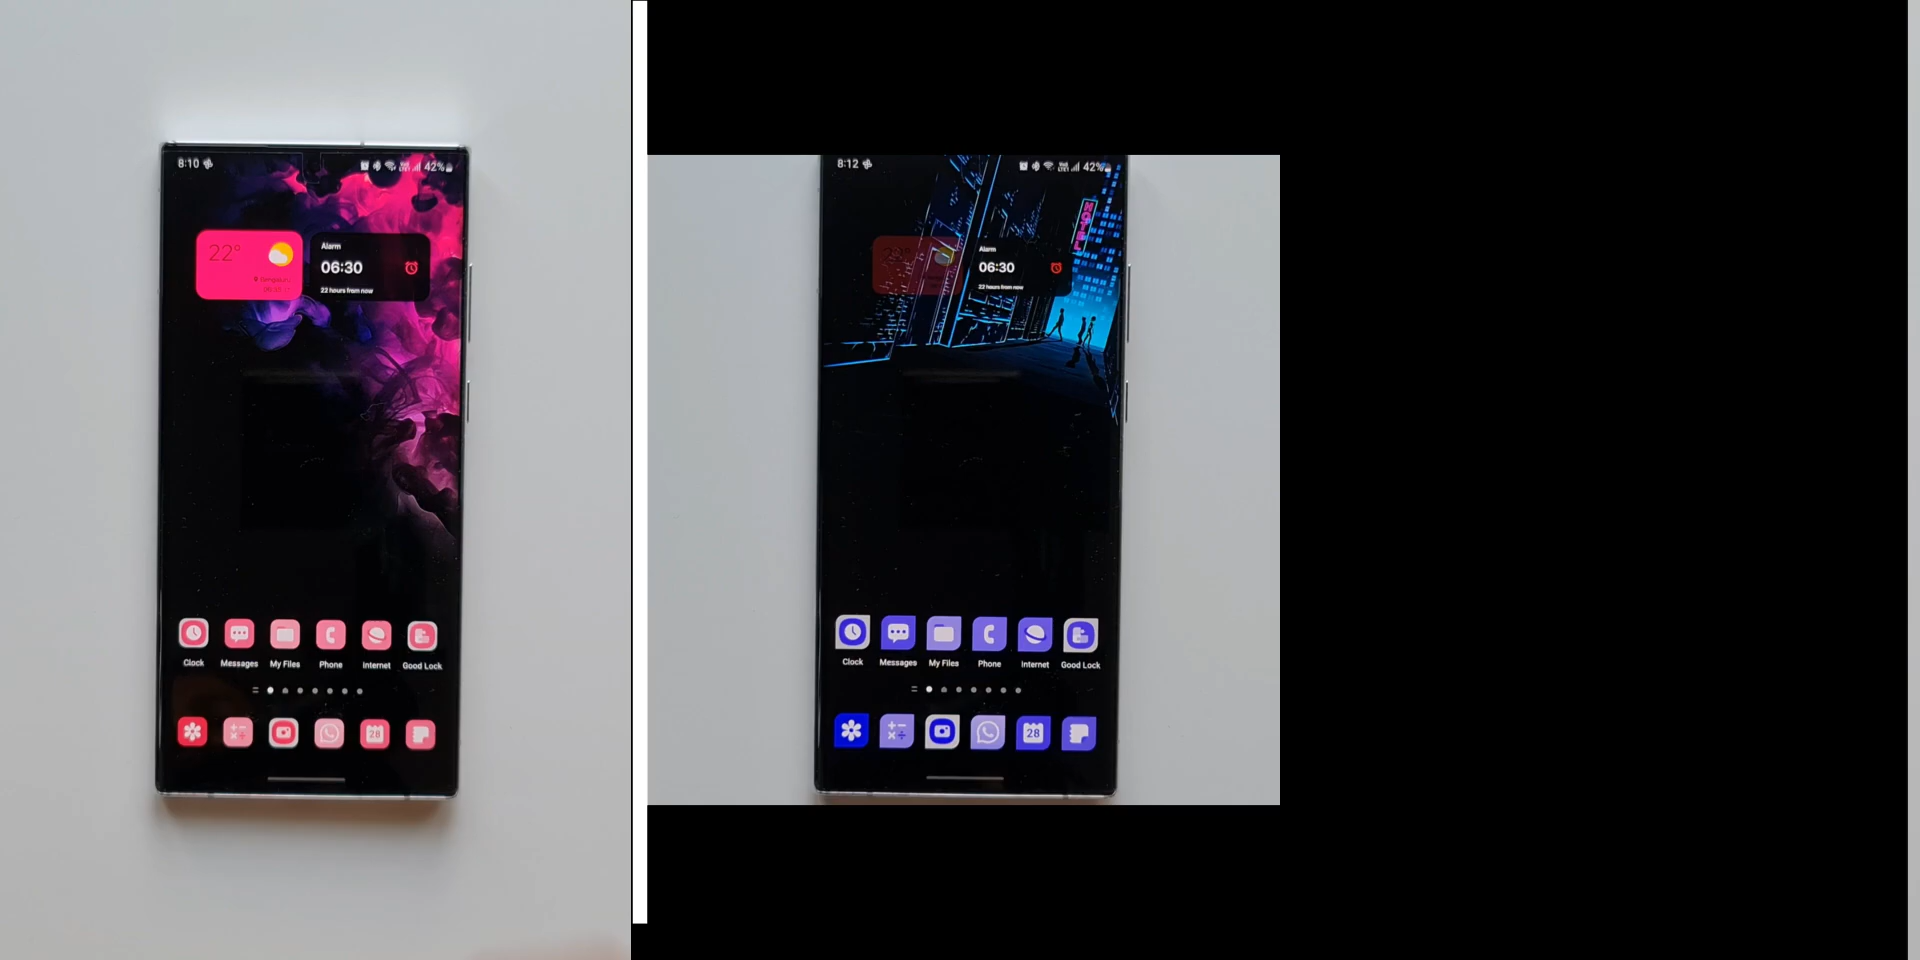 8:10
42%
22°
Alarm
06:30
22 hours from now
Clock Messages My Files Phone Internet Good Lock
28
8:12
42%
Alarm
06:30
22 hours from now
Clock Messages My Files Phone Internet Good Lock
28